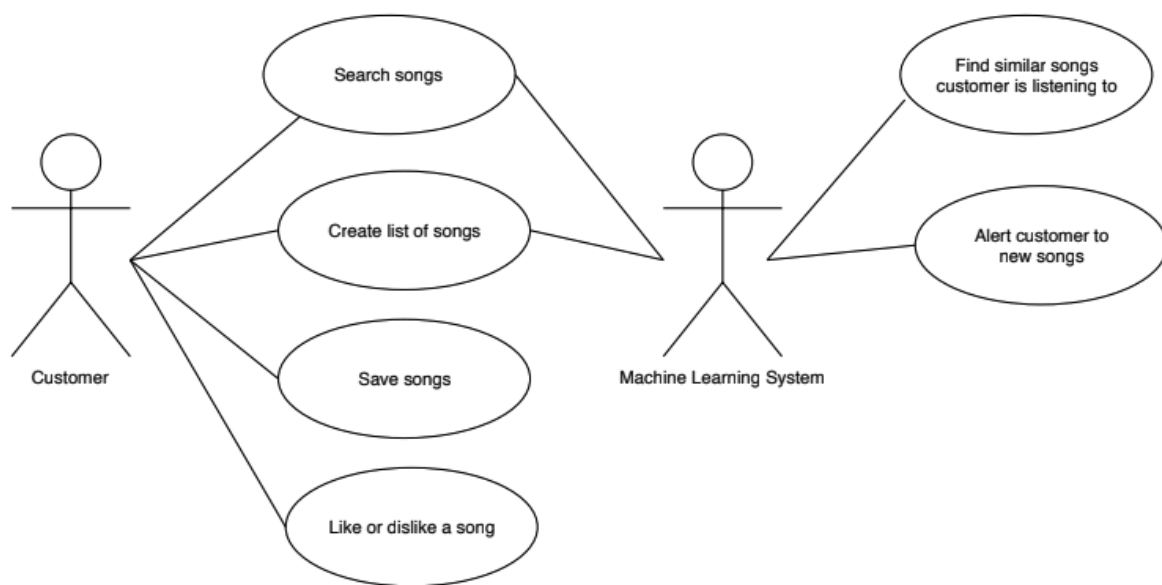 Search songs
Find similar songs
customer is listening to
Create list of songs
Alert customer to
new songs
Customer
Save songs
Machine Learning System
Like or dislike a song